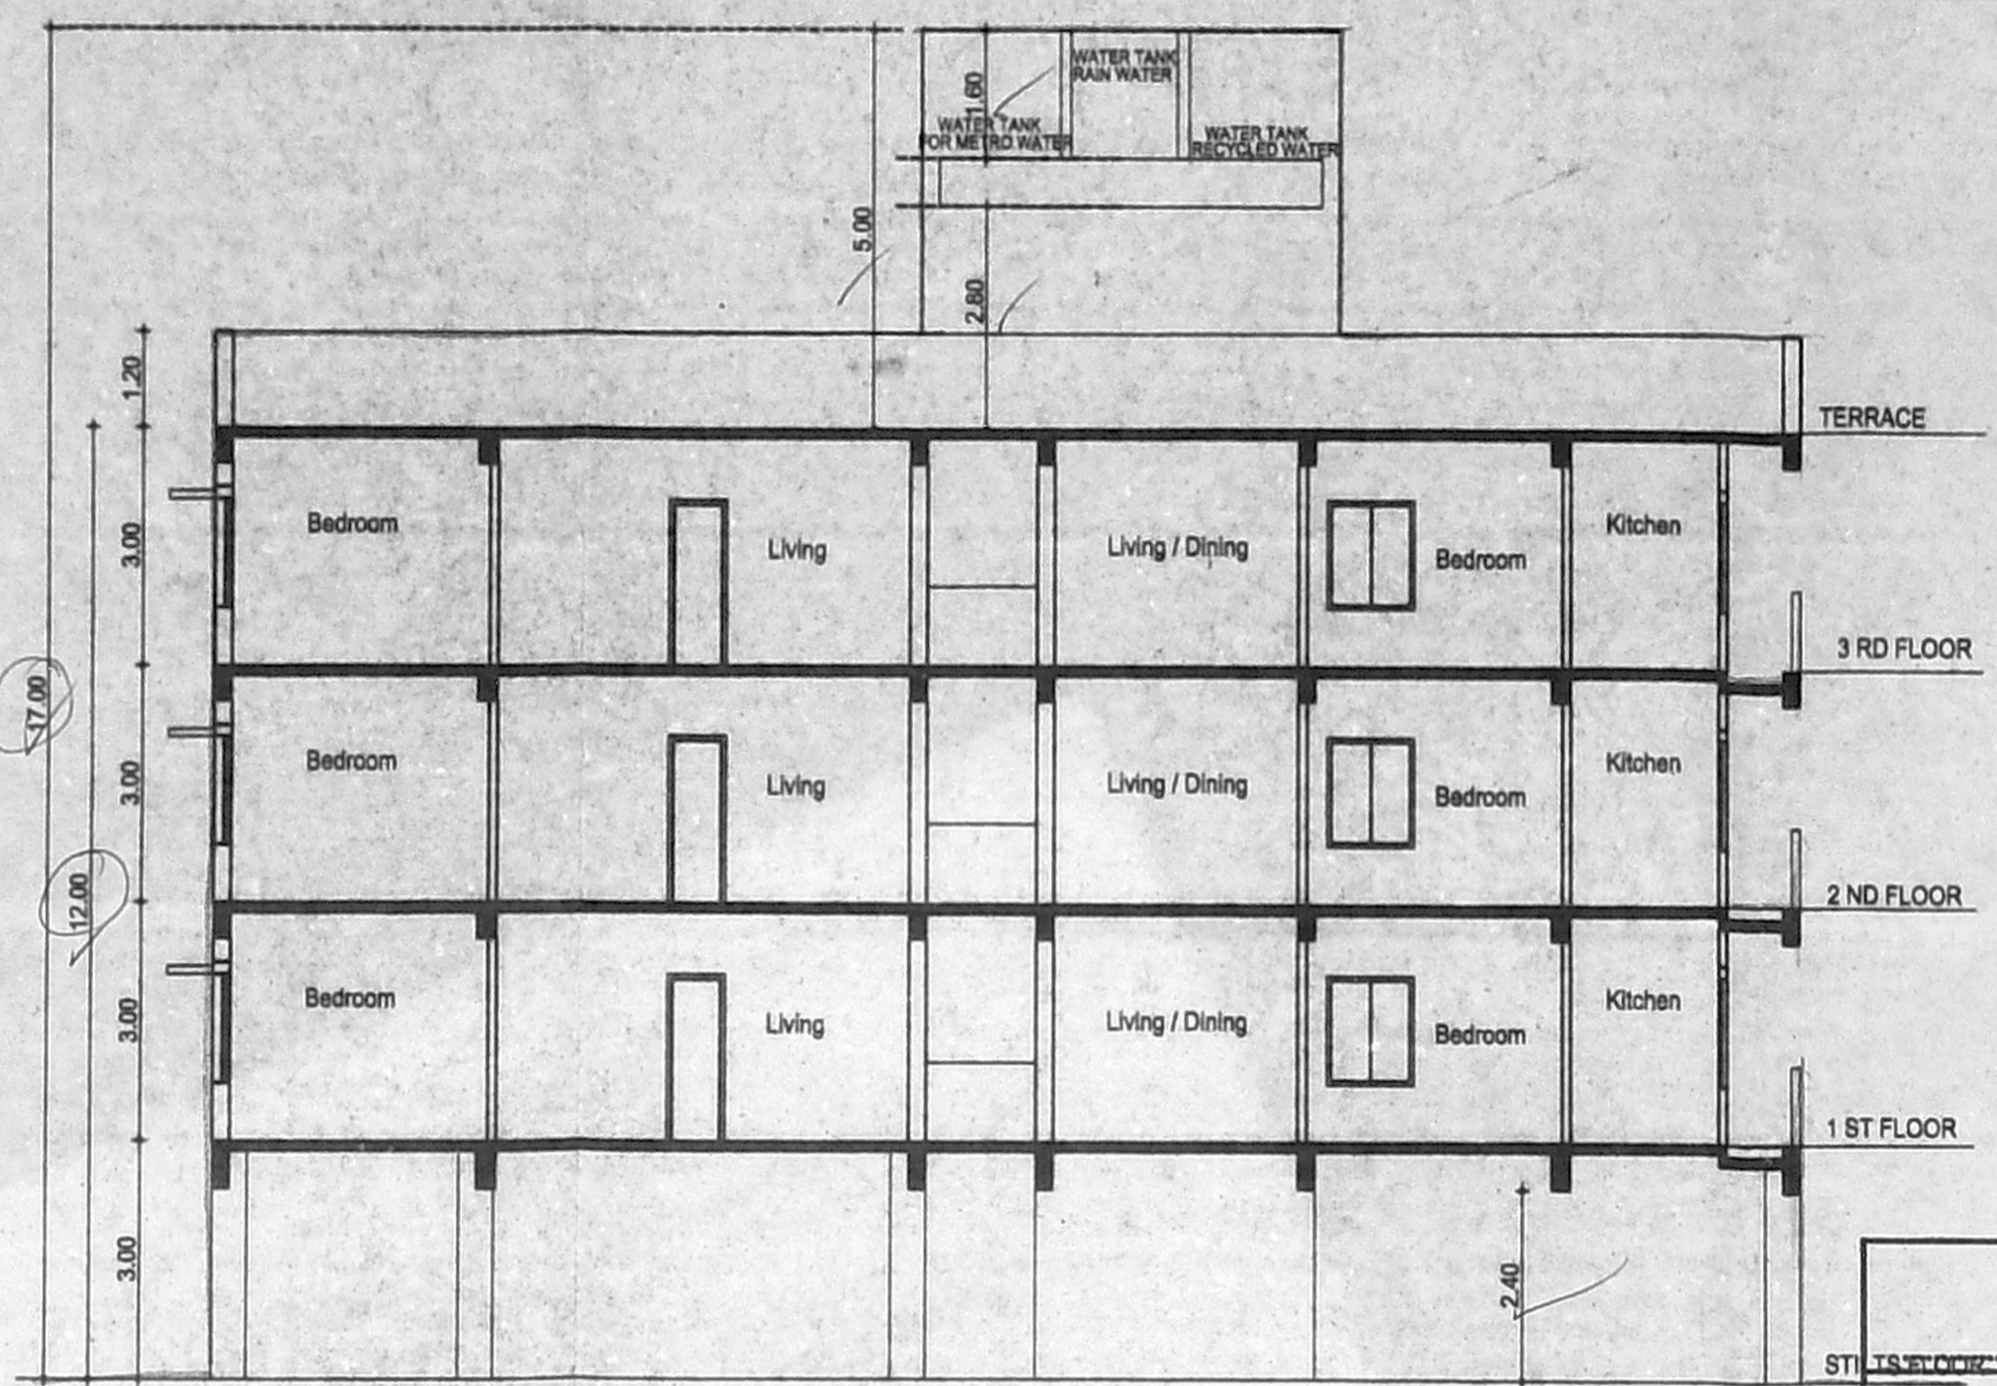 WATER TANK
RAIN WATER
1.60
WATER TANK
FOR METRO WATER
WATER TANK
RECYCLED WATER
5.00
2.80
1.20
TERRACE
3.00
Bedroom
Living
Living / Dining
Bedroom
Kitchen
3 RD FLOOR
17.00
3.00
Bedroom
Living
Living / Dining
Bedroom
Kitchen
2 ND FLOOR
12.00
3.00
Bedroom
Living
Living / Dining
Bedroom
Kitchen
1 ST FLOOR
3.00
2.40
STILTS FLOOR